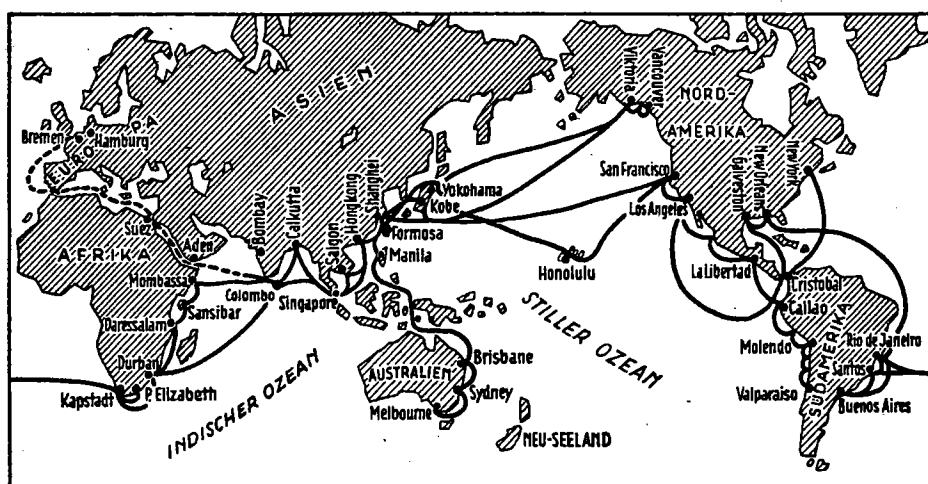 ASIEN
NORD-
AMERIKA
EUROPA
AFRIKA
SÜDAMERIKA
AUSTRALIEN
NEU-SEELAND
INDISCHER OZEAN
STILLER OZEAN
Bremen
Hamburg
Suez
Aden
Mombassa
Sansibar
Daressalam
Durban
P. Elizabeth
Kapstadt
Bombay
Colombo
Calkutta
Singapore
Saigon
Hongkong
Shanghei
Formosa
Manila
Yokohama
Kobe
Brisbane
Sydney
Melbourne
Honolulu
Viktoria
Vancouver
San Francisco
Los Angeles
Galveston
New Orleans
New York
La Libertad
Cristobal
Callao
Molendo
Valparaiso
Rio de Janeiro
Santos
Buenos Aires